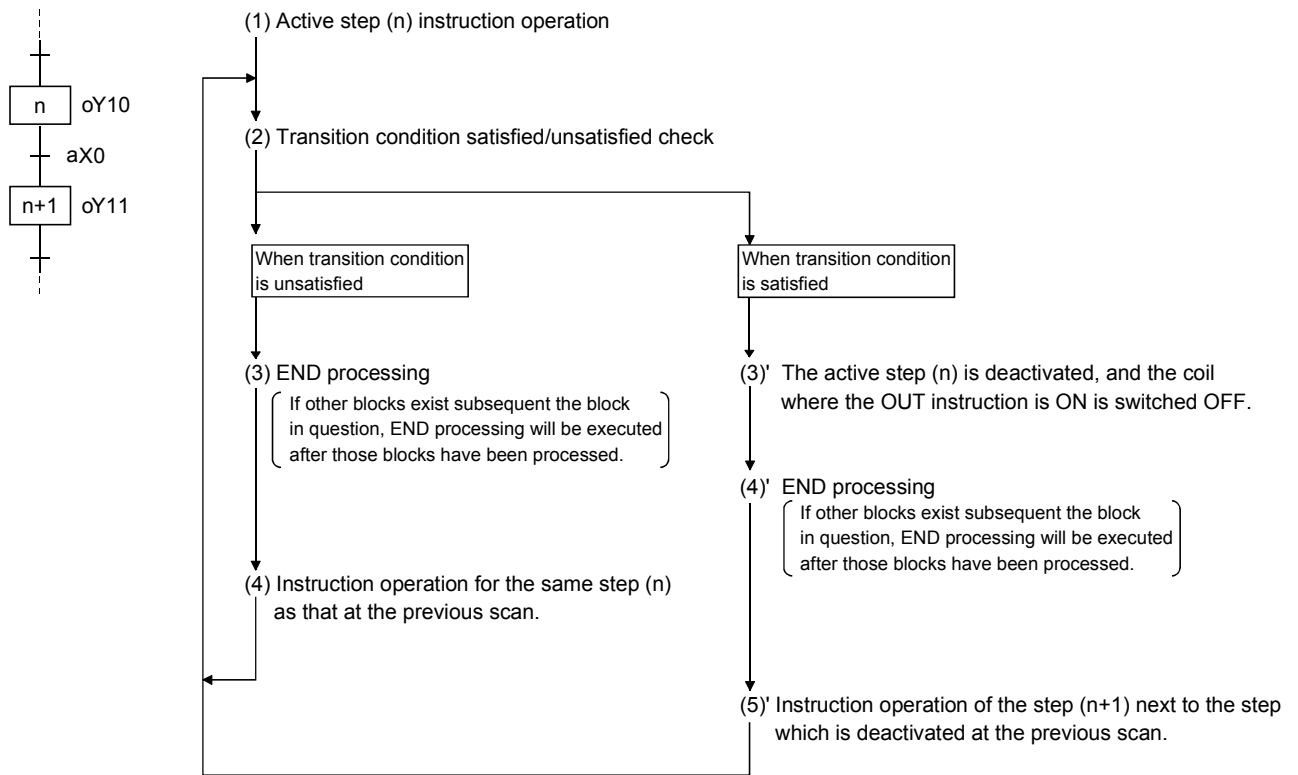 (1) Active step (n) instruction operation
n
oY10
aX0
n+1
oY11
(2) Transition condition satisfied/unsatisfied check
When transition condition
is unsatisfied
When transition condition
is satisfied
(3) END processing
If other blocks exist subsequent the block
in question, END processing will be executed
after those blocks have been processed.
(3)' The active step (n) is deactivated, and the coil
where the OUT instruction is ON is switched OFF.
(4)' END processing
If other blocks exist subsequent the block
in question, END processing will be executed
after those blocks have been processed.
(4) Instruction operation for the same step (n)
as that at the previous scan.
(5)' Instruction operation of the step (n+1) next to the step
which is deactivated at the previous scan.